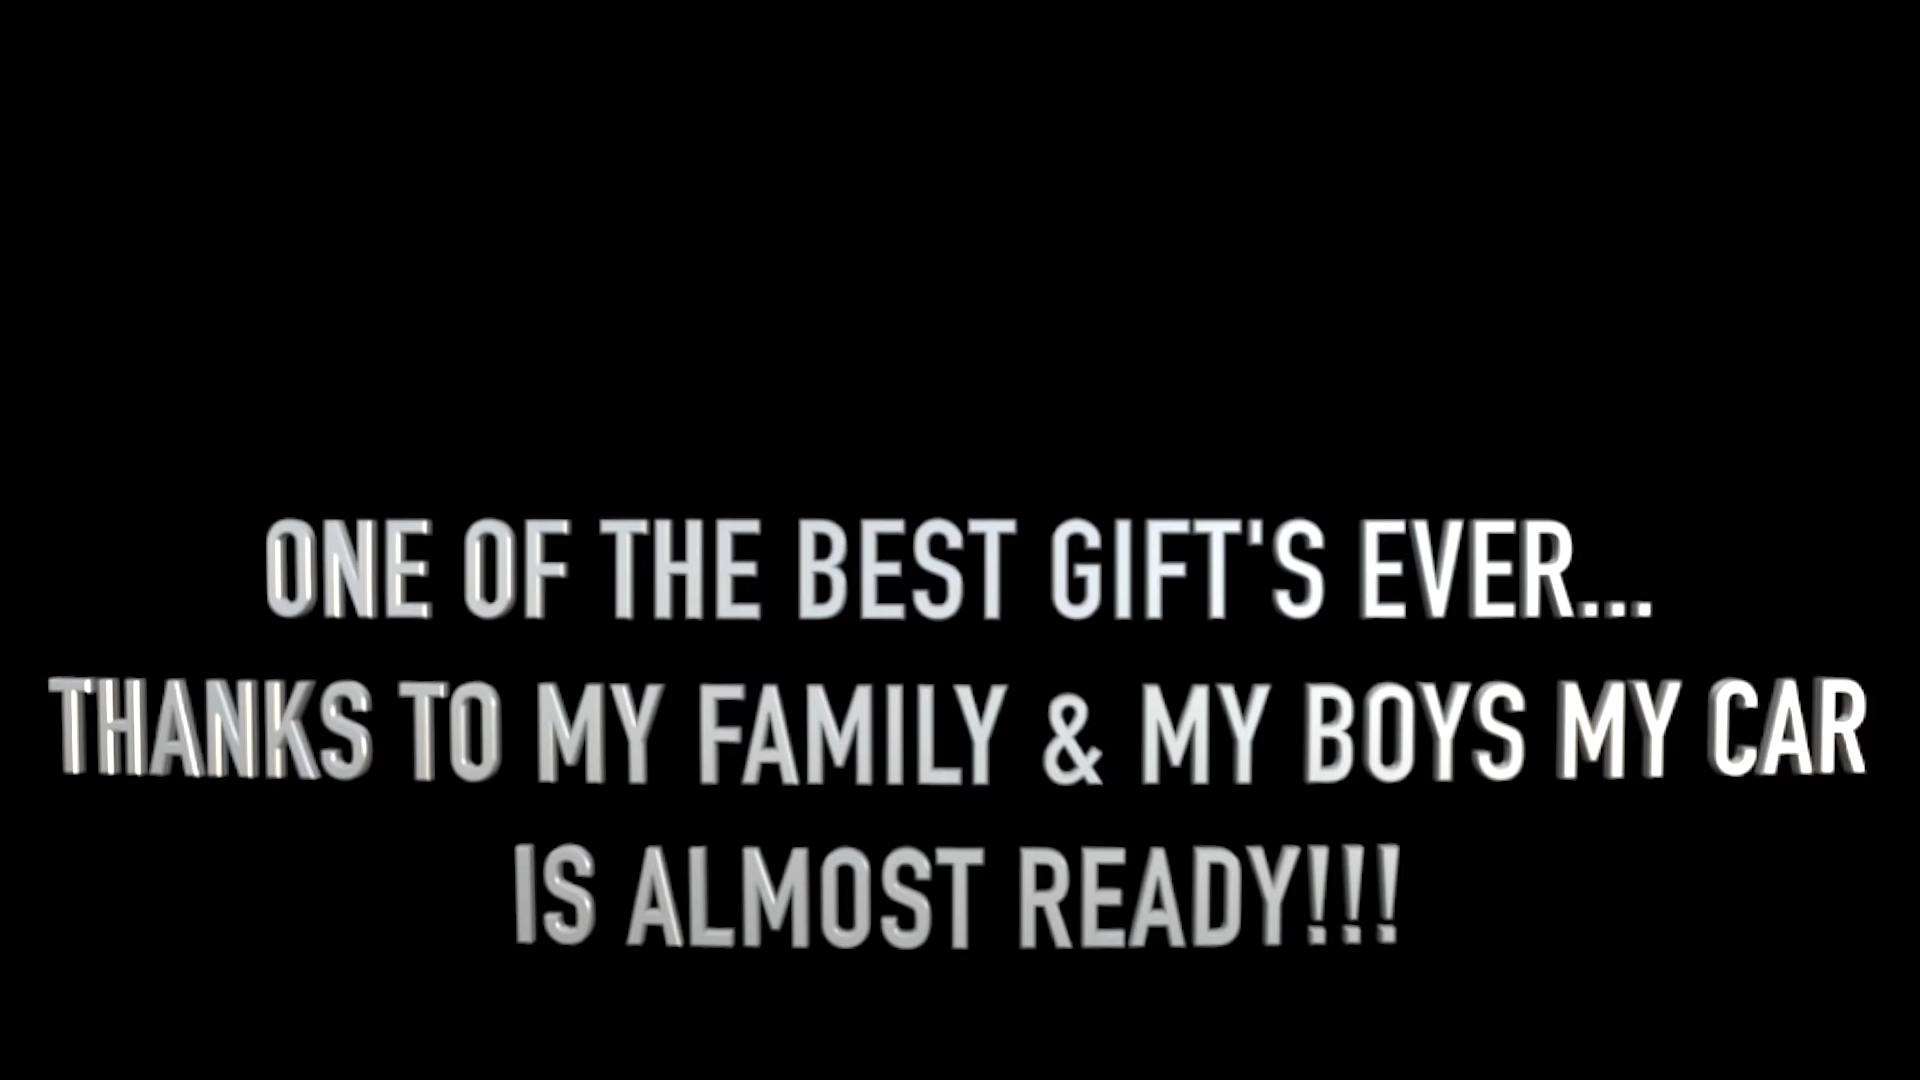 ONE OF THE BEST GIFT'S EVER...
THANKS TO MY FAMILY & MY BOYS MY CAR
IS ALMOST READY!!!